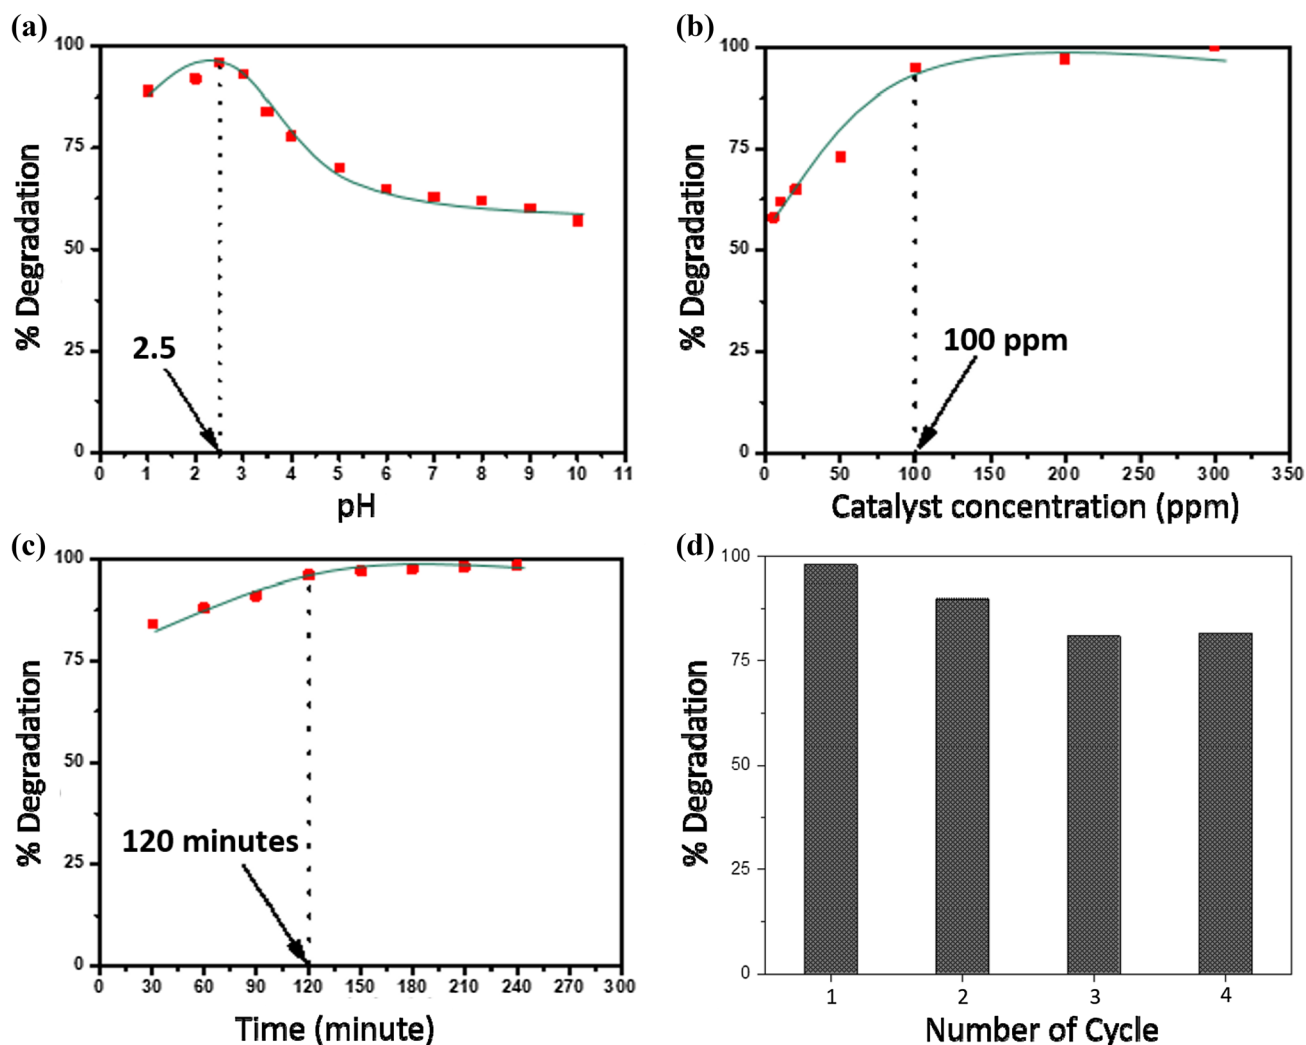 (a)
% Degradation
100
75
50
25
0
2.5
0 1 2 3 4 5 6 7 8 9 10 11
pH
(b)
% Degradation
100
75
50
25
0
100 ppm
0 50 100 150 200 250 300 350
Catalyst concentration (ppm)
(c)
% Degradation
100
75
50
25
0
120 minutes
0 30 60 90 120 150 180 210 240 270 300
Time (minute)
(d)
% Degradation
100
75
50
25
0
1 2 3 4
Number of Cycle